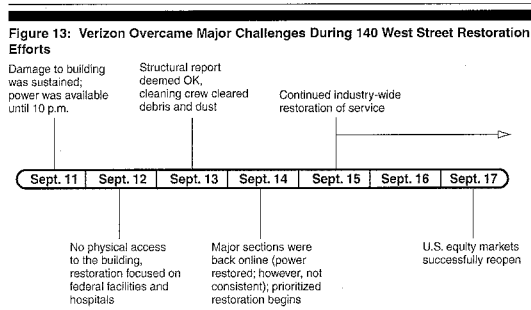 Figure 13: Verizon Overcame Major Challenges During 140 West Street Restoration
Efforts
Damage to building
was sustained;
power was available
until 10 p.m.
Structural report
deemed OK,
cleaning crew cleared
debris and dust
Continued industry-wide
restoration of service
Sept. 11
Sept. 12
Sept. 13
Sept. 14
Sept. 15
Sept. 16
Sept. 17
No physical access
to the building,
restoration focused on
federal facilities and
hospitals
Major sections were
back online (power
restored; however, not
consistent); prioritized
restoration begins
U.S. equity markets
successfully reopen